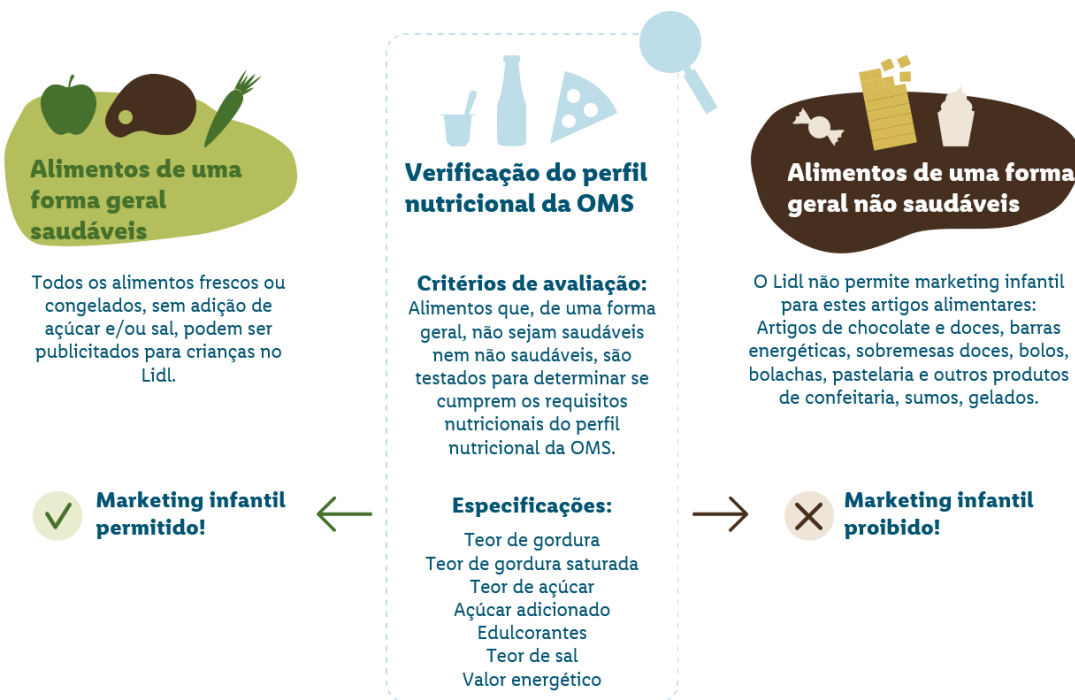 Alimentos de uma
forma geral
saudáveis
Todos os alimentos frescos ou
congelados, sem adição de
açúcar e/ou sal, podem ser
publicitados para crianças no
Lidl.
Marketing infantil
permitido!
Verificação do perfil
nutricional da OMS
Critérios de avaliação:
Alimentos que, de uma forma
geral, não sejam saudáveis
nem não saudáveis, são
testados para determinar se
cumprem os requisitos
nutricionais do perfil
nutricional da OMS.
Especificações:
Teor de gordura
Teor de gordura saturada
Teor de açúcar
Açúcar adicionado
Edulcorantes
Teor de sal
Valor energético
Alimentos de uma forma
geral não saudáveis
O Lidl não permite marketing infantil
para estes artigos alimentares:
Artigos de chocolate e doces, barras
energéticas, sobremesas doces, bolos,
bolachas, pastelaria e outros produtos
de confeitaria, sumos, gelados.
Marketing infantil
proibido!